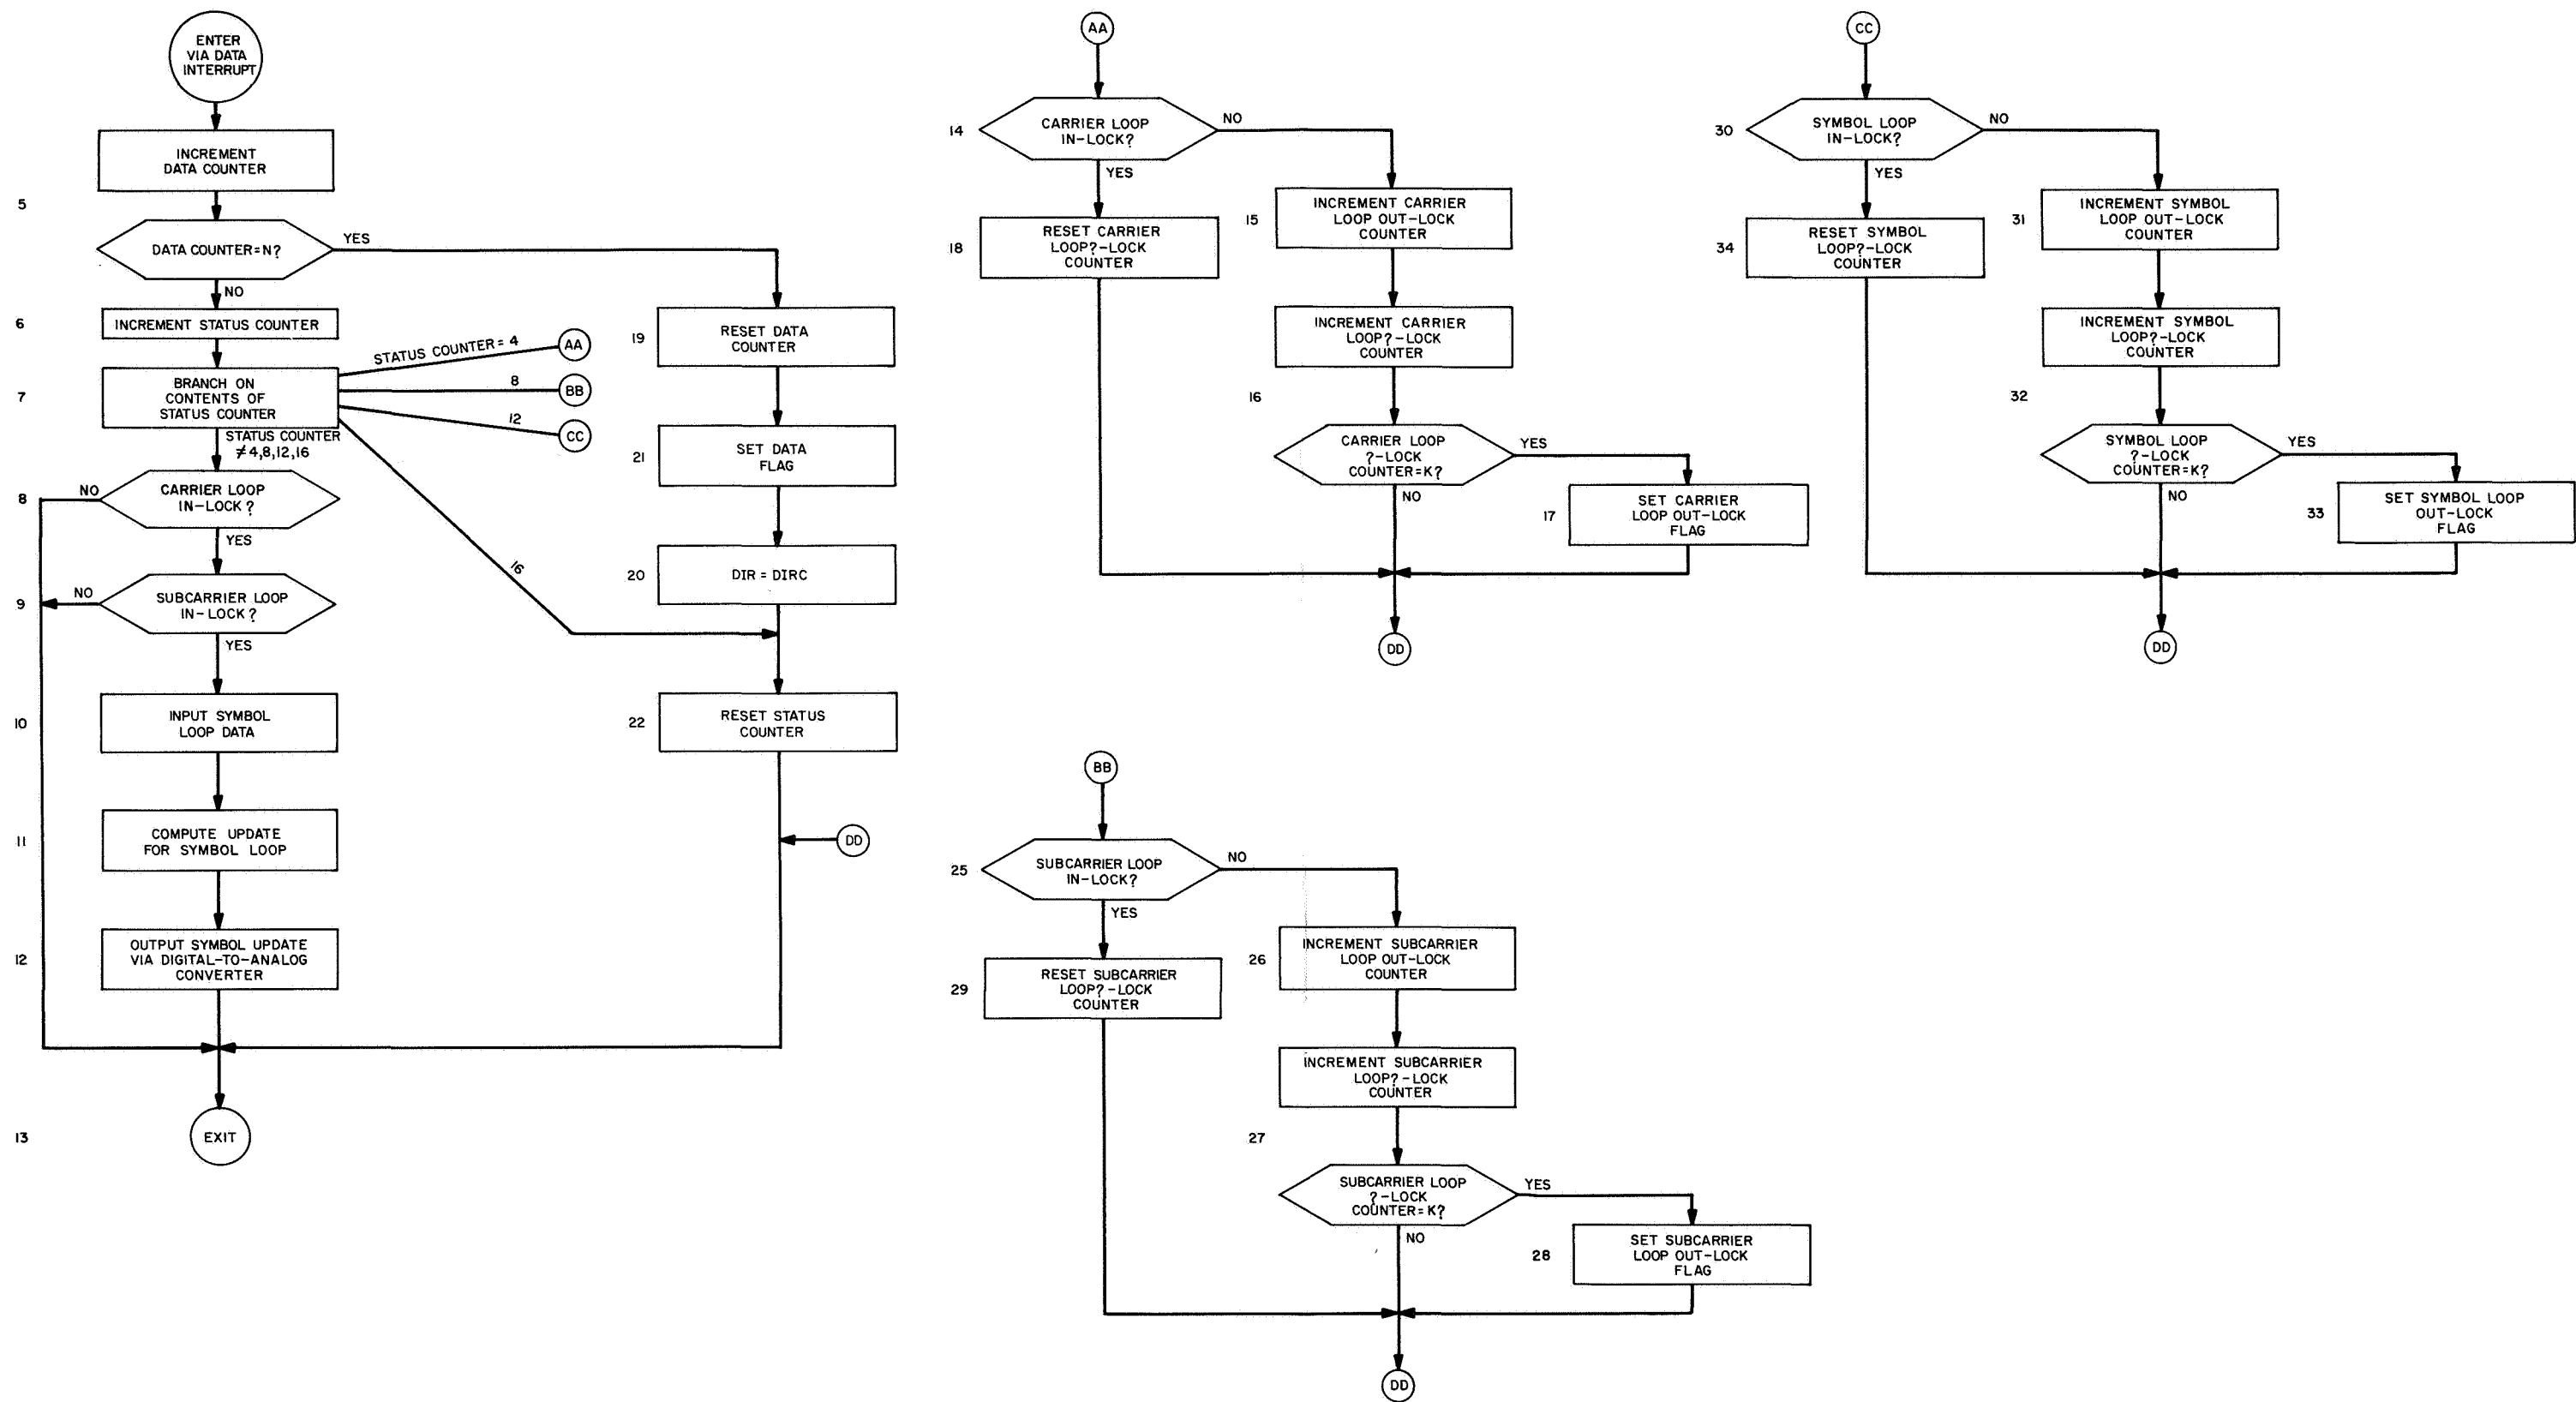 ENTER
VIA DATA
INTERRUPT
INCREMENT
DATA COUNTER
5
DATA COUNTER=N?
YES
NO
6
INCREMENT STATUS COUNTER
7
BRANCH ON
CONTENTS OF
STATUS COUNTER
STATUS COUNTER = 4
AA
8
BB
12
CC
16
STATUS COUNTER
≠4,8,12,16
8
CARRIER LOOP
IN-LOCK?
NO
YES
9
SUBCARRIER LOOP
IN-LOCK?
NO
YES
10
INPUT SYMBOL
LOOP DATA
11
COMPUTE UPDATE
FOR SYMBOL LOOP
12
OUTPUT SYMBOL UPDATE
VIA DIGITAL-TO-ANALOG
CONVERTER
13
EXIT
19
RESET DATA
COUNTER
21
SET DATA
FLAG
20
DIR = DIRC
22
RESET STATUS
COUNTER
DD
AA
14
CARRIER LOOP
IN-LOCK?
NO
YES
15
INCREMENT CARRIER
LOOP OUT-LOCK
COUNTER
18
RESET CARRIER
LOOP?-LOCK
COUNTER
INCREMENT CARRIER
LOOP?-LOCK
COUNTER
16
CARRIER LOOP
?-LOCK
COUNTER=K?
YES
NO
17
SET CARRIER
LOOP OUT-LOCK
FLAG
DD
CC
30
SYMBOL LOOP
IN-LOCK?
NO
YES
31
INCREMENT SYMBOL
LOOP OUT-LOCK
COUNTER
34
RESET SYMBOL
LOOP?-LOCK
COUNTER
INCREMENT SYMBOL
LOOP?-LOCK
COUNTER
32
SYMBOL LOOP
?-LOCK
COUNTER=K?
YES
NO
33
SET SYMBOL LOOP
OUT-LOCK
FLAG
DD
BB
25
SUBCARRIER LOOP
IN-LOCK?
NO
YES
26
INCREMENT SUBCARRIER
LOOP OUT-LOCK
COUNTER
29
RESET SUBCARRIER
LOOP?-LOCK
COUNTER
INCREMENT SUBCARRIER
LOOP?-LOCK
COUNTER
27
SUBCARRIER LOOP
?-LOCK
COUNTER=K?
YES
NO
28
SET SUBCARRIER
LOOP OUT-LOCK
FLAG
DD